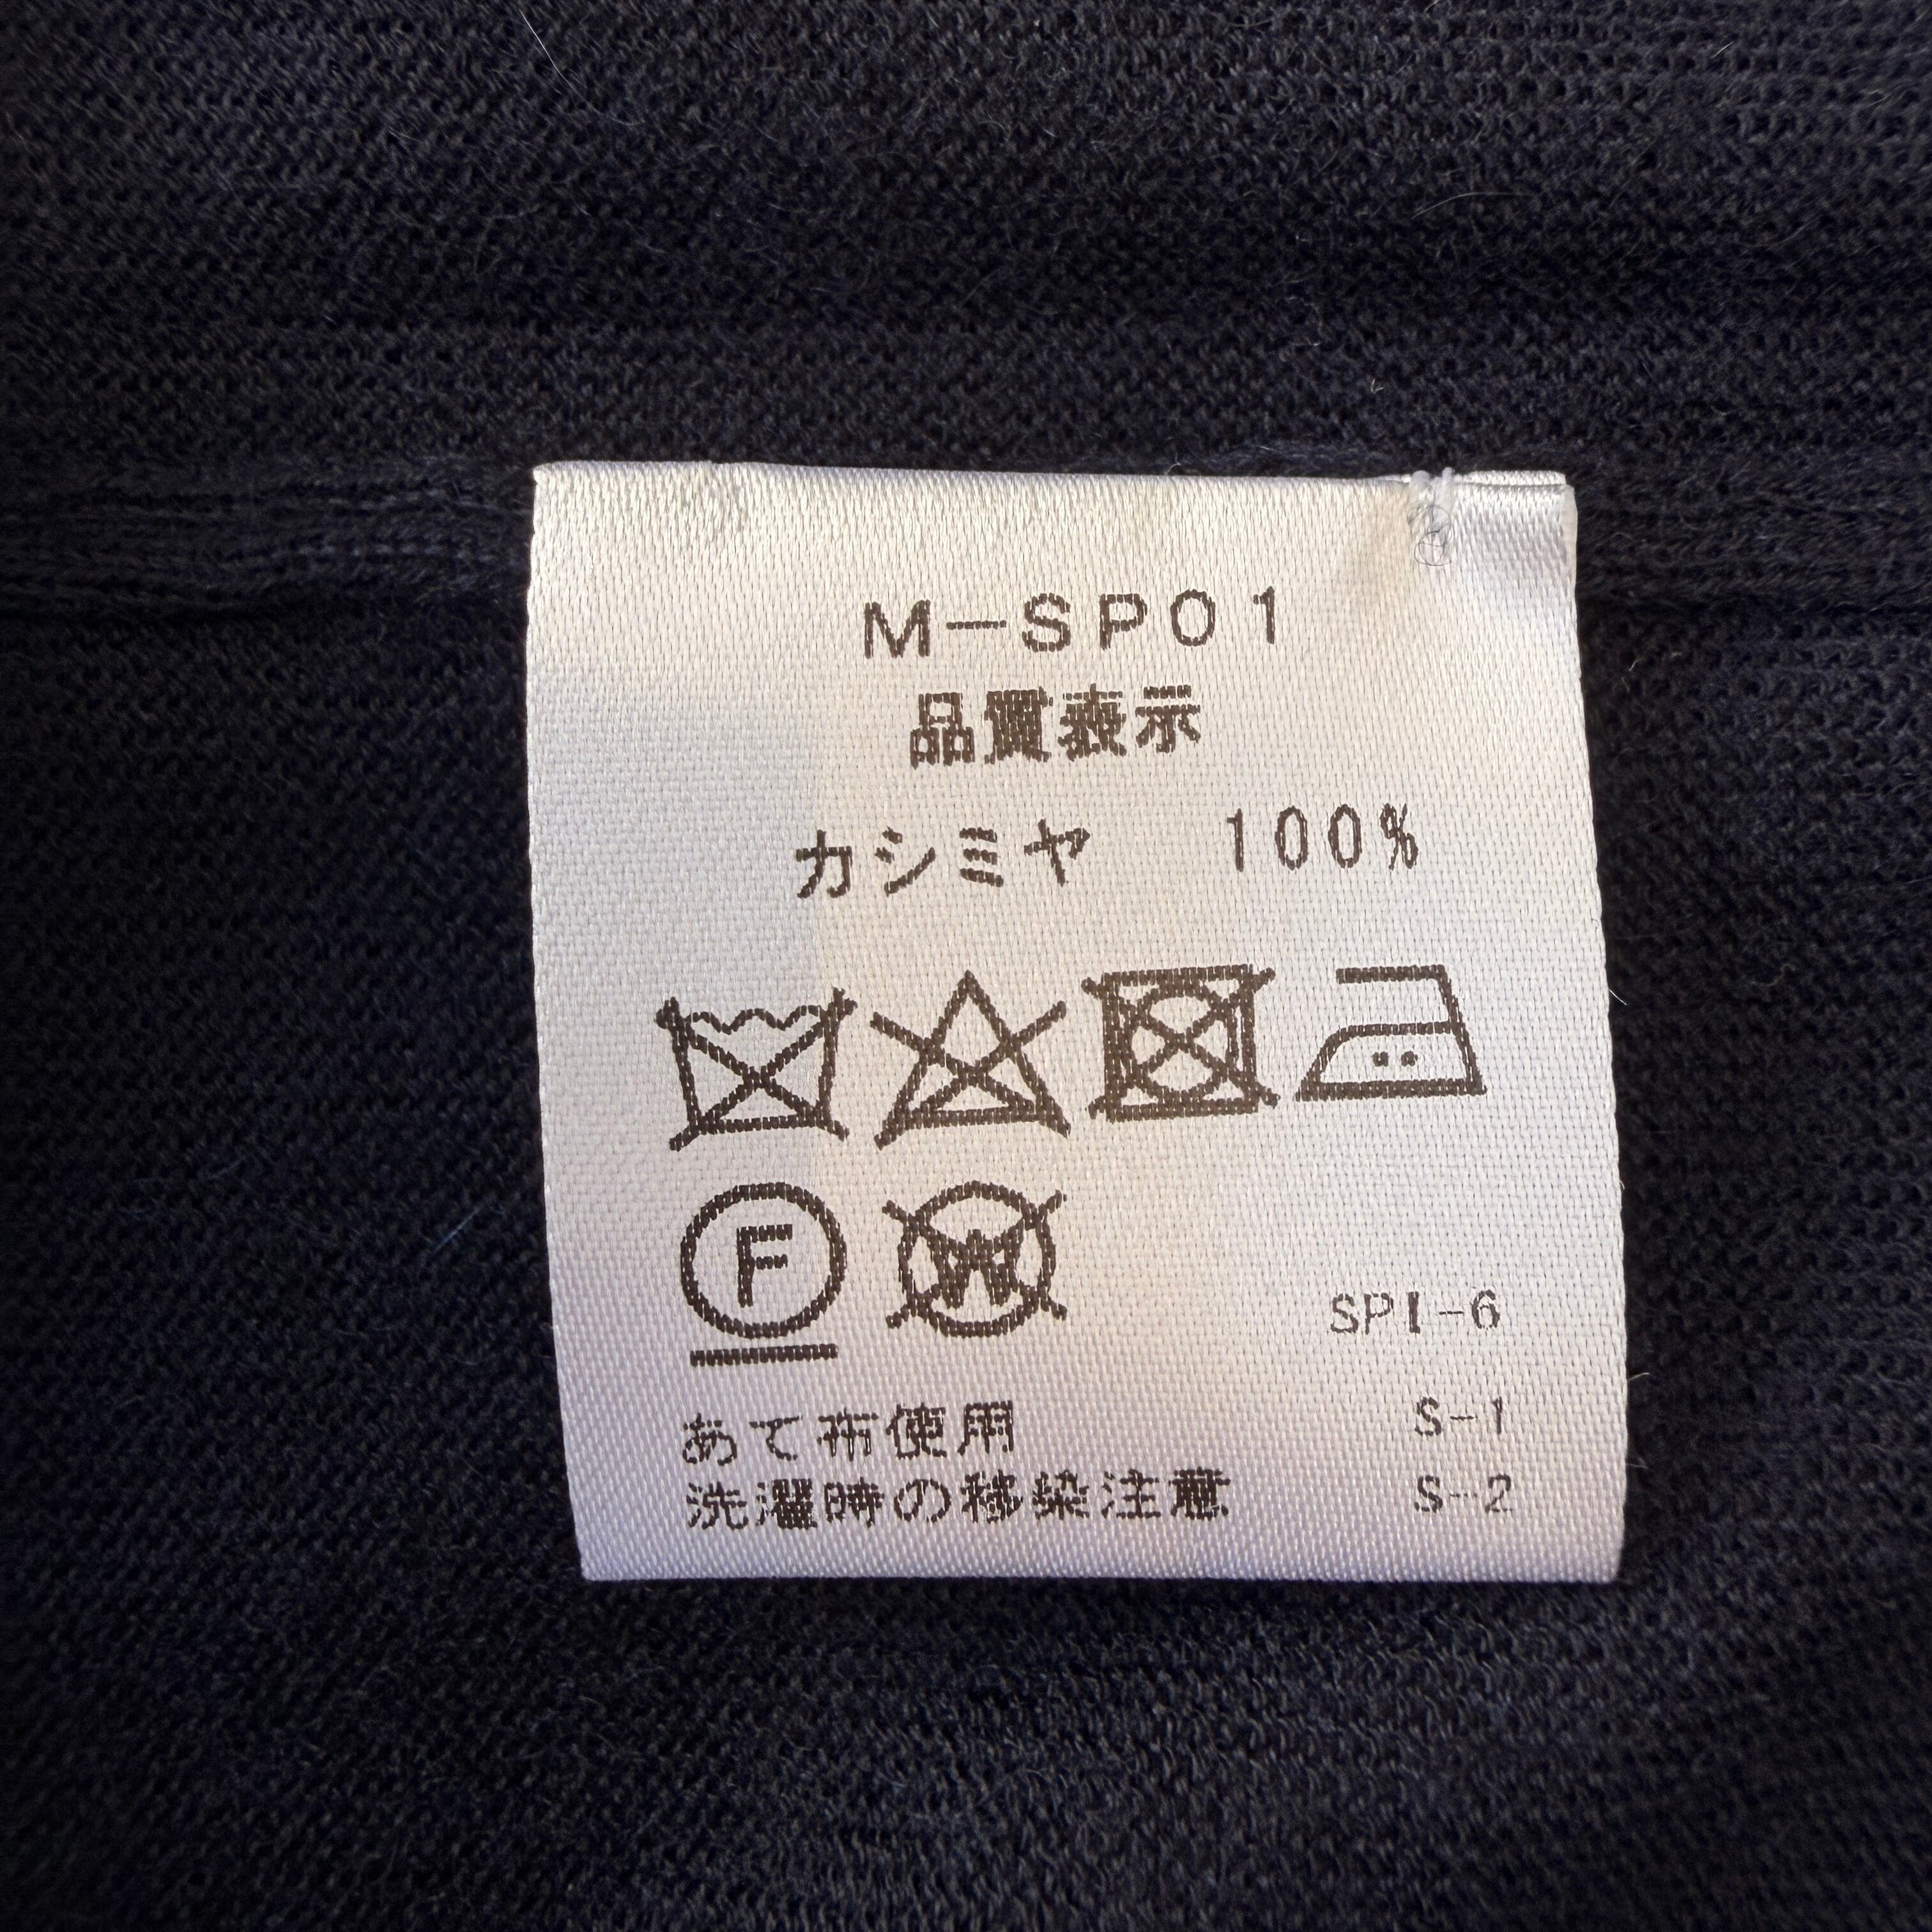 M-SP01
品質表示
カシミヤ 100%
F W
SPI-6
あて布使用 S-1
洗濯時の移染注意 S-2